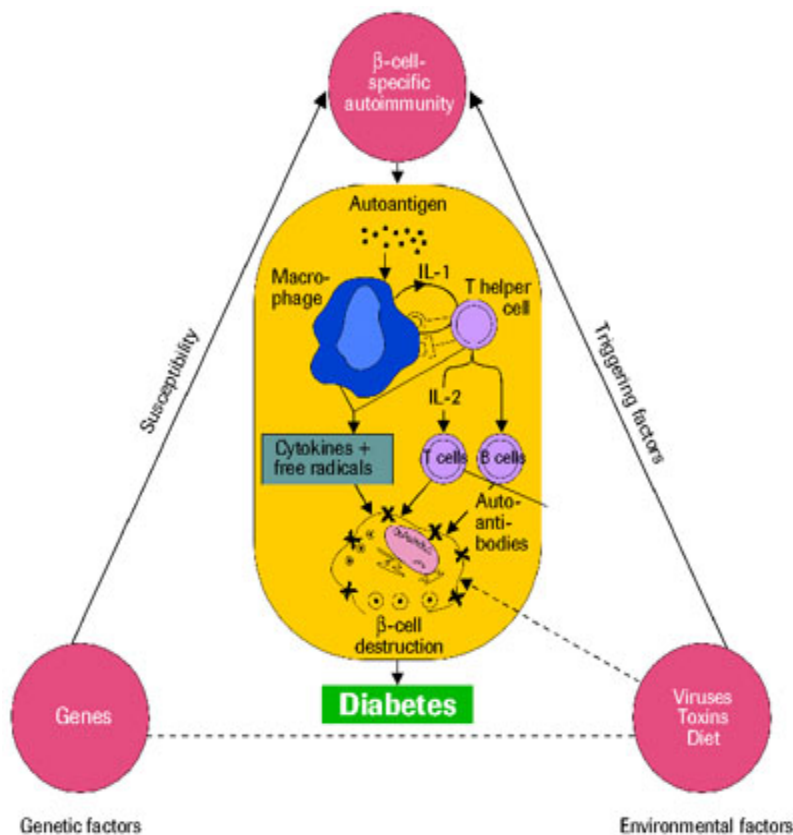 β-cell-
specific
autoimmunity
Autoantigen
IL-1
Macro-
phage
T helper
cell
Susceptibility
Triggering factors
IL-2
Cytokines +
free radicals
T cells
B cells
Auto-
anti-
bodies
β-cell
destruction
Diabetes
Genes
Viruses
Toxins
Diet
Genetic factors
Environmental factors